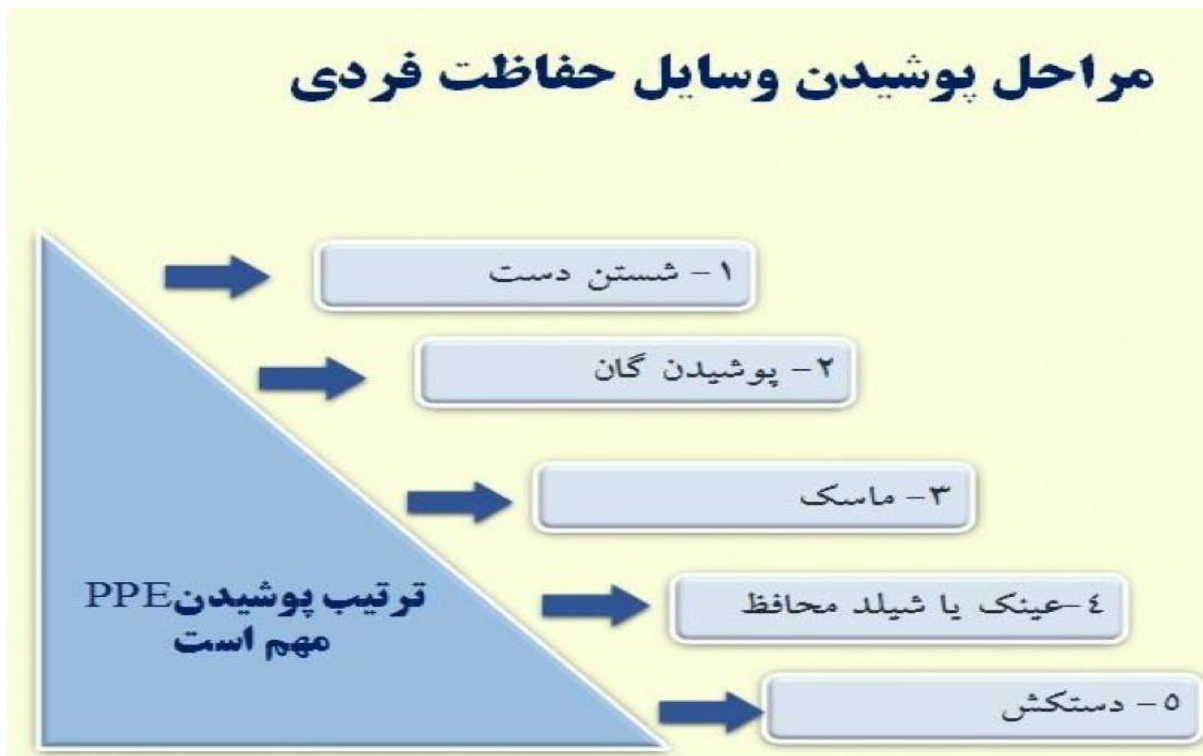 مراحل پوشیدن وسایل حفاظت فردی
۱- شستن دست
۲- پوشیدن گان
۳- ماسک
٤-عینک یا شیلد محافظ
۵- دستکش
ترتیب پوشیدنPPE
مهم است